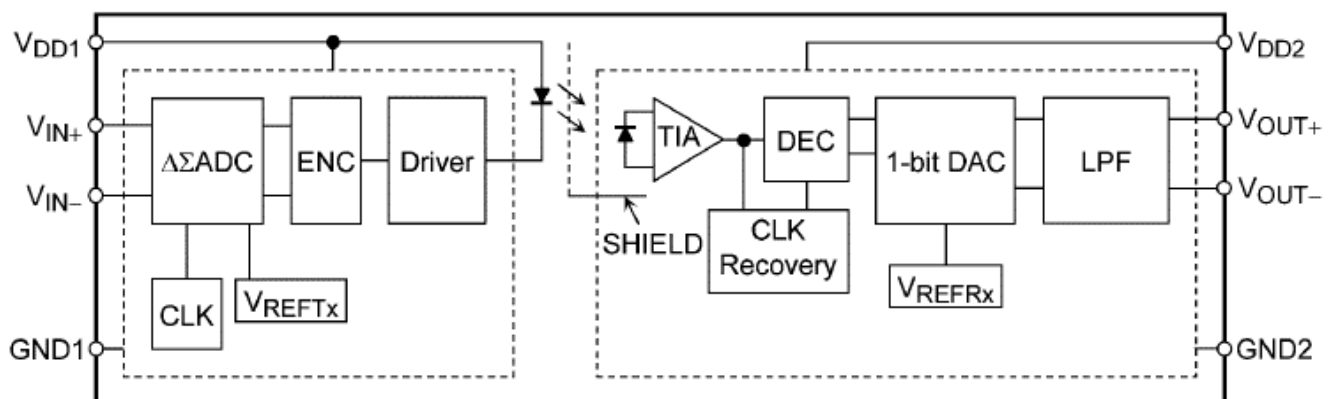 VDD1
VDD2
VIN+
VIN−
ΔΣADC
ENC
Driver
CLK
VREFTx
GND1
SHIELD
TIA
DEC
CLK
Recovery
1-bit DAC
VREFRx
LPF
VOUT+
VOUT−
GND2